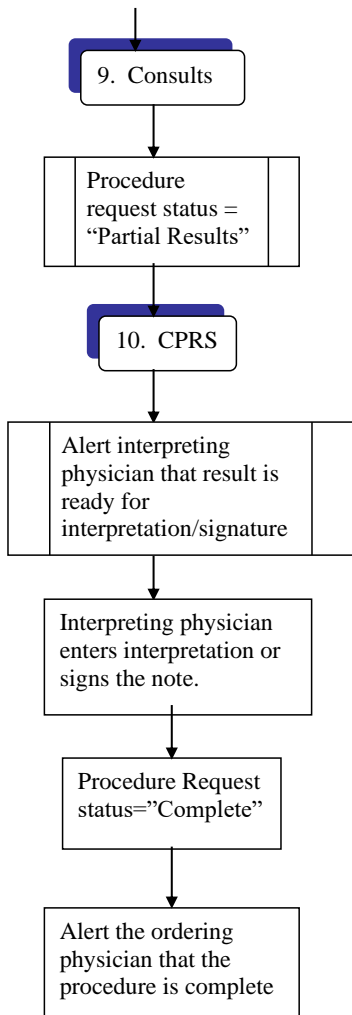 9. Consults
Procedure
request status =
“Partial Results”
10. CPRS
Alert interpreting
physician that result is
ready for
interpretation/signature
Interpreting physician
enters interpretation or
signs the note.
Procedure Request
status=”Complete”
Alert the ordering
physician that the
procedure is complete